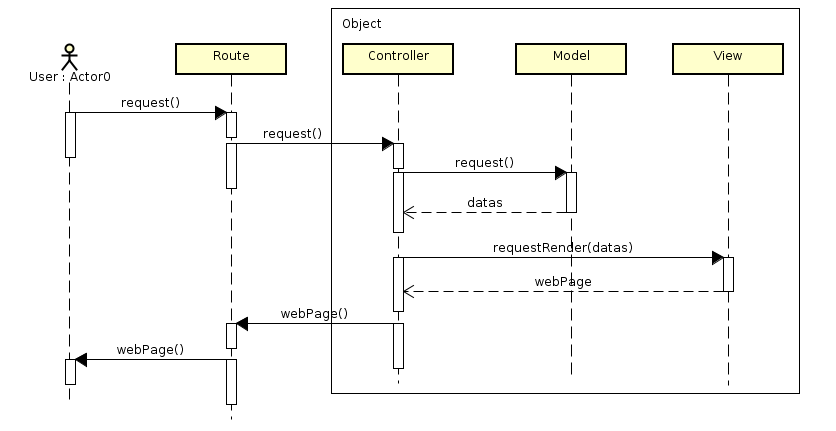 Object
Route
Controller
Model
View
User : Actor0
request()
request()
request()
datas
requestRender(datas)
webPage
webPage()
webPage()